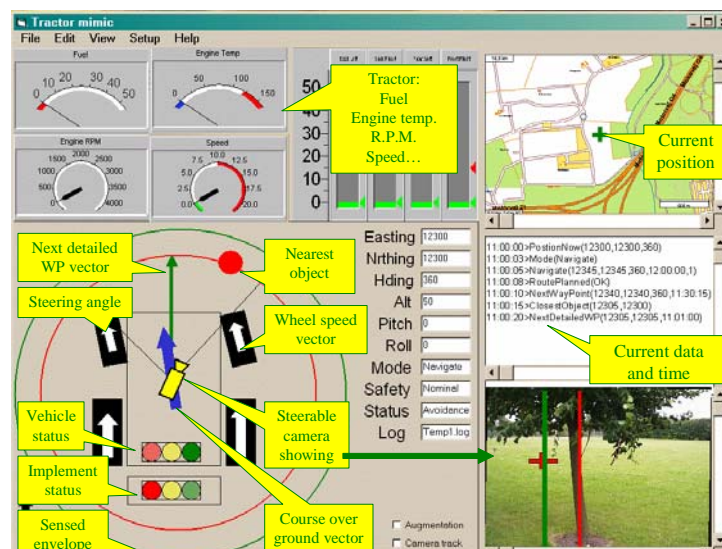 Tractor mimic
File Edit View Setup Help
Fuel
0 10 20 30 40 50
Engine Temp
0 50 100 150
Engine RPM
0 500 1000 1500 2000 2500 3000 3500 4000
Speed
0.0 2.5 5.0 7.5 10.0 12.5 15.0 17.5 20.0
50
40
30
20
10
0
Tractor:
Fuel
Engine temp.
R.P.M.
Speed…
Current
position
Next detailed
WP vector
Nearest
object
Steering angle
Wheel speed
vector
Vehicle
status
Implement
status
Sensed
envelope
Steerable
camera
showing
Course over
ground vector
Easting 12300
Nrthing 12300
Hding 360
Alt 50
Pitch 0
Roll 0
Mode Navigate
Safety Nominal
Status Avoidance
Log Temp1.log
Augmentation
Camera track
11:00:00>PostionNow(12300,12300,360)
11:00:03>Mode(Navigate)
11:00:05>Navigate(12345,12345,360,12:00:00,1)
11:00:08>RoutePlanned(OK)
11:00:10>NextWayPoint(12340,12340,360,11:30:15)
11:00:15>ClosestObject(12305,12300)
11:00:20>NextDetailedWP(12305,12305,11:01:00)
Current data
and time